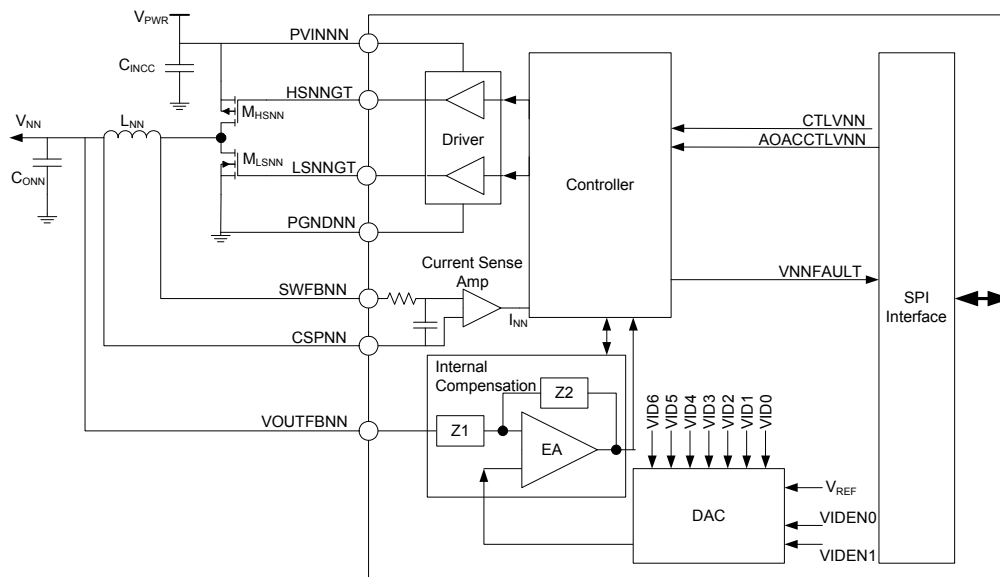 VPWR
PVINNN
CINCC
HSNNGT
MHSNN
VNN
LNN
Driver
CONN
MLSNN
LSNNGT
PGNDNN
Controller
CTLVNN
AOACCTLVNN
Current Sense
Amp
SWFBNN
INN
CSPNN
VNNFAULT
SPI
Interface
Internal
Compensation
Z2
VOUTFBNN
Z1
EA
VID6
VID5
VID4
VID3
VID2
VID1
VID0
DAC
VREF
VIDEN0
VIDEN1